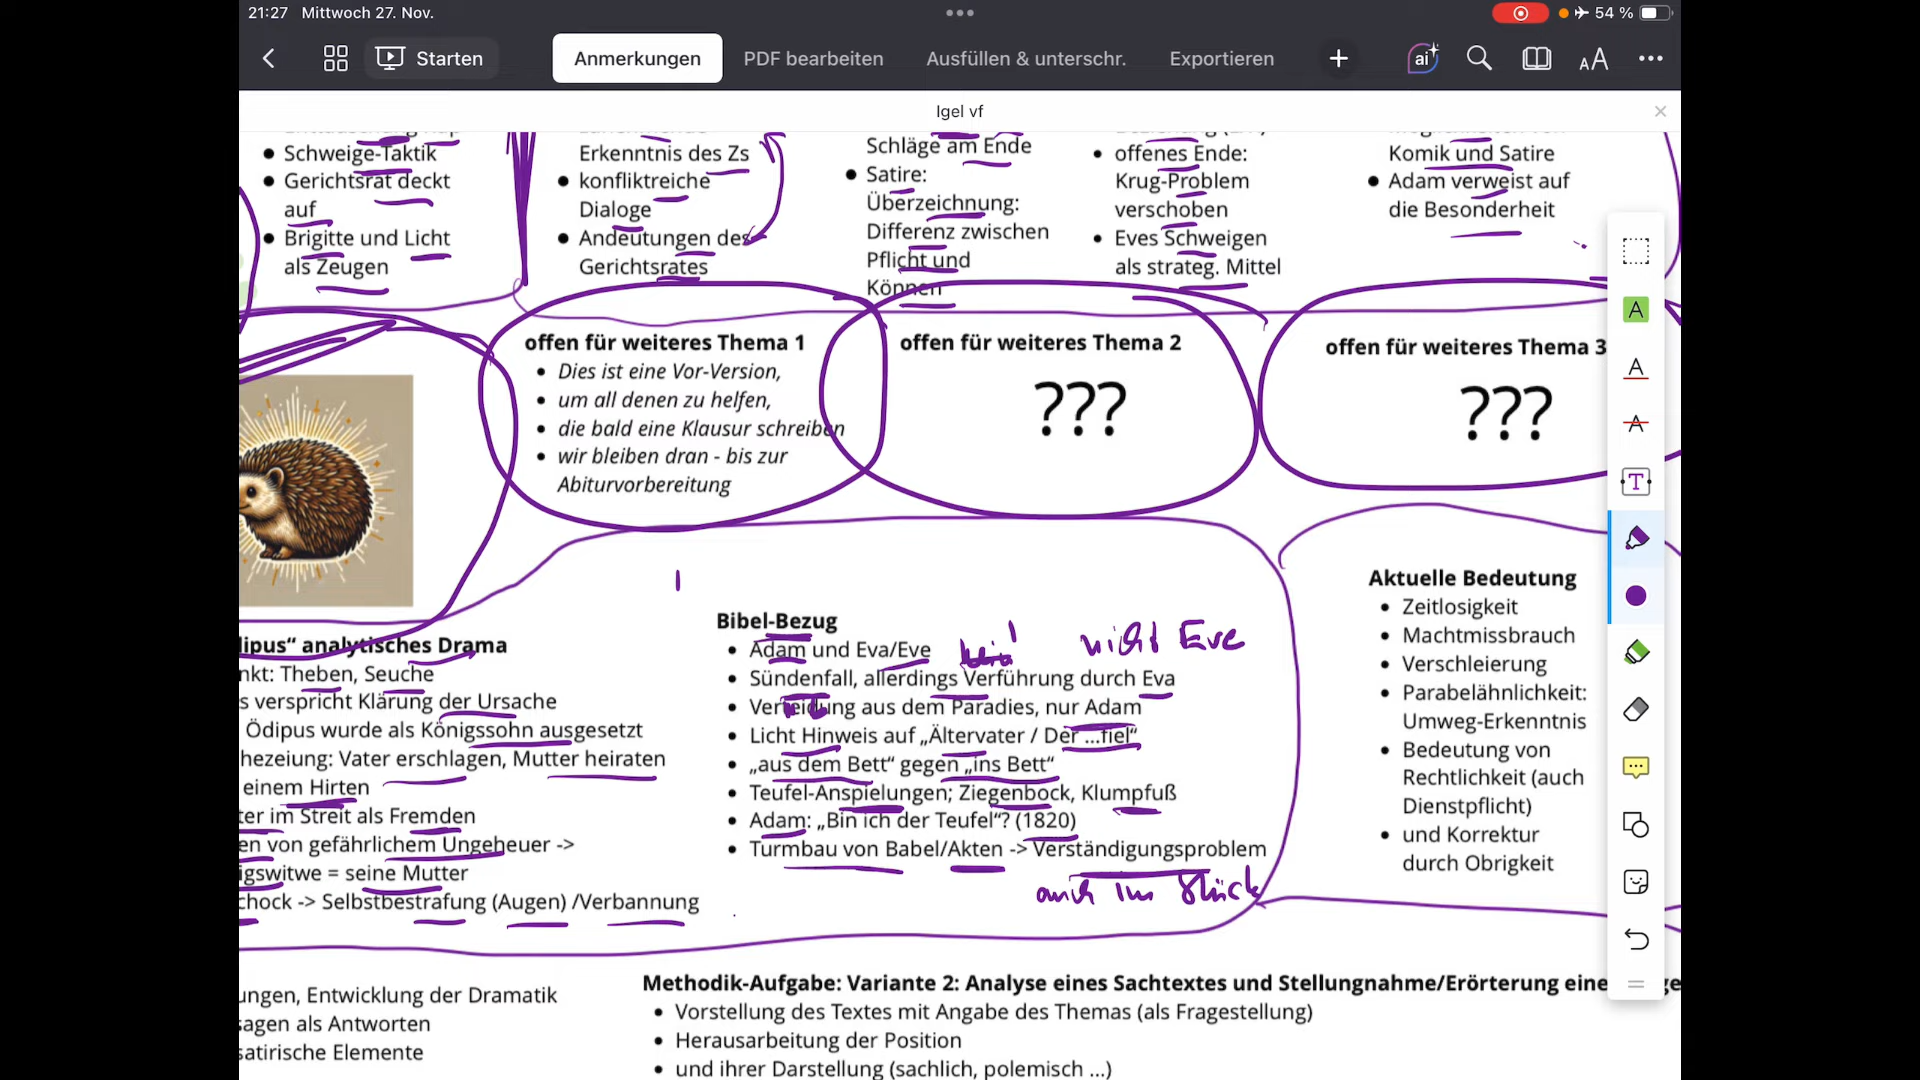 21:27 Mittwoch 27. Nov.
54 %
Starten
Anmerkungen
PDF bearbeiten
Ausfüllen & unterschr.
Exportieren
ai
AA
Igel vf
Schweige-Taktik
Gerichtsrat deckt
auf
Brigitte und Licht
als Zeugen
Erkenntnis des Zs
konfliktreiche
Dialoge
Andeutungen des
Gerichtsrates
Schläge am Ende
Satire:
Überzeichnung:
Differenz zwischen
Pflicht und
Können
offenes Ende:
Krug-Problem
verschoben
Eves Schweigen
als strateg. Mittel
Komik und Satire
Adam verweist auf
die Besonderheit
offen für weiteres Thema 1
Dies ist eine Vor-Version,
um all denen zu helfen,
die bald eine Klausur schreiben
wir bleiben dran - bis zur
Abiturvorbereitung
offen für weiteres Thema 2
???
offen für weiteres Thema 3
???
lipus“ analytisches Drama
nkt: Theben, Seuche
s verspricht Klärung der Ursache
Ödipus wurde als Königssohn ausgesetzt
hezeiung: Vater erschlagen, Mutter heiraten
einem Hirten
ter im Streit als Fremden
en von gefährlichem Ungeheuer ->
igswitwe = seine Mutter
chock -> Selbstbestrafung (Augen) /Verbannung
Bibel-Bezug
Adam und Eva/Eve
nicht Eve
Sündenfall, allerdings Verführung durch Eva
Vertreidung aus dem Paradies, nur Adam
Licht Hinweis auf „Ältervater / Der ...fiel“
„aus dem Bett“ gegen „ins Bett“
Teufel-Anspielungen; Ziegenbock, Klumpfuß
Adam: „Bin ich der Teufel“? (1820)
Turmbau von Babel/Akten -> Verständigungsproblem
auch im Stück
Aktuelle Bedeutung
Zeitlosigkeit
Machtmissbrauch
Verschleierung
Parabelähnlichkeit:
Umweg-Erkenntnis
Bedeutung von
Rechtlichkeit (auch
Dienstpflicht)
und Korrektur
durch Obrigkeit
ungen, Entwicklung der Dramatik
sagen als Antworten
satirische Elemente
Methodik-Aufgabe: Variante 2: Analyse eines Sachtextes und Stellungnahme/Erörterung eine
Vorstellung des Textes mit Angabe des Themas (als Fragestellung)
Herausarbeitung der Position
und ihrer Darstellung (sachlich, polemisch ...)